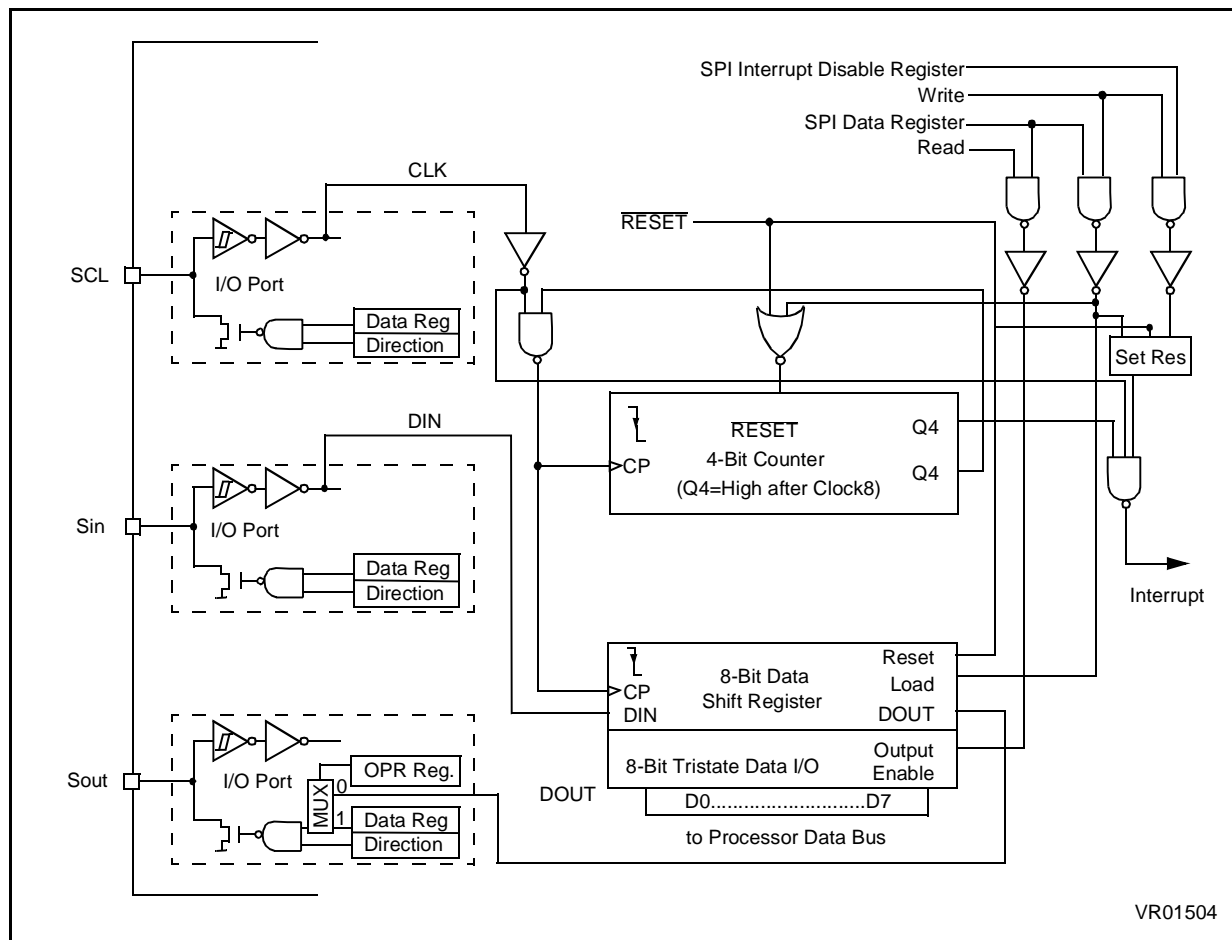 SPI Interrupt Disable Register
Write
SPI Data Register
Read
CLK
RESET
SCL
I/O Port
Data Reg
Direction
Set Res
DIN
RESET
Q4
CP
4-Bit Counter
Q4
(Q4=High after Clock8)
Sin
I/O Port
Data Reg
Direction
Interrupt
8-Bit Data
Shift Register
Reset
CP
Load
DIN
DOUT
Sout
I/O Port
OPR Reg.
MUX
0
1
Data Reg
Direction
8-Bit Tristate Data I/O
Output
Enable
DOUT
D0...........................D7
to Processor Data Bus
VR01504